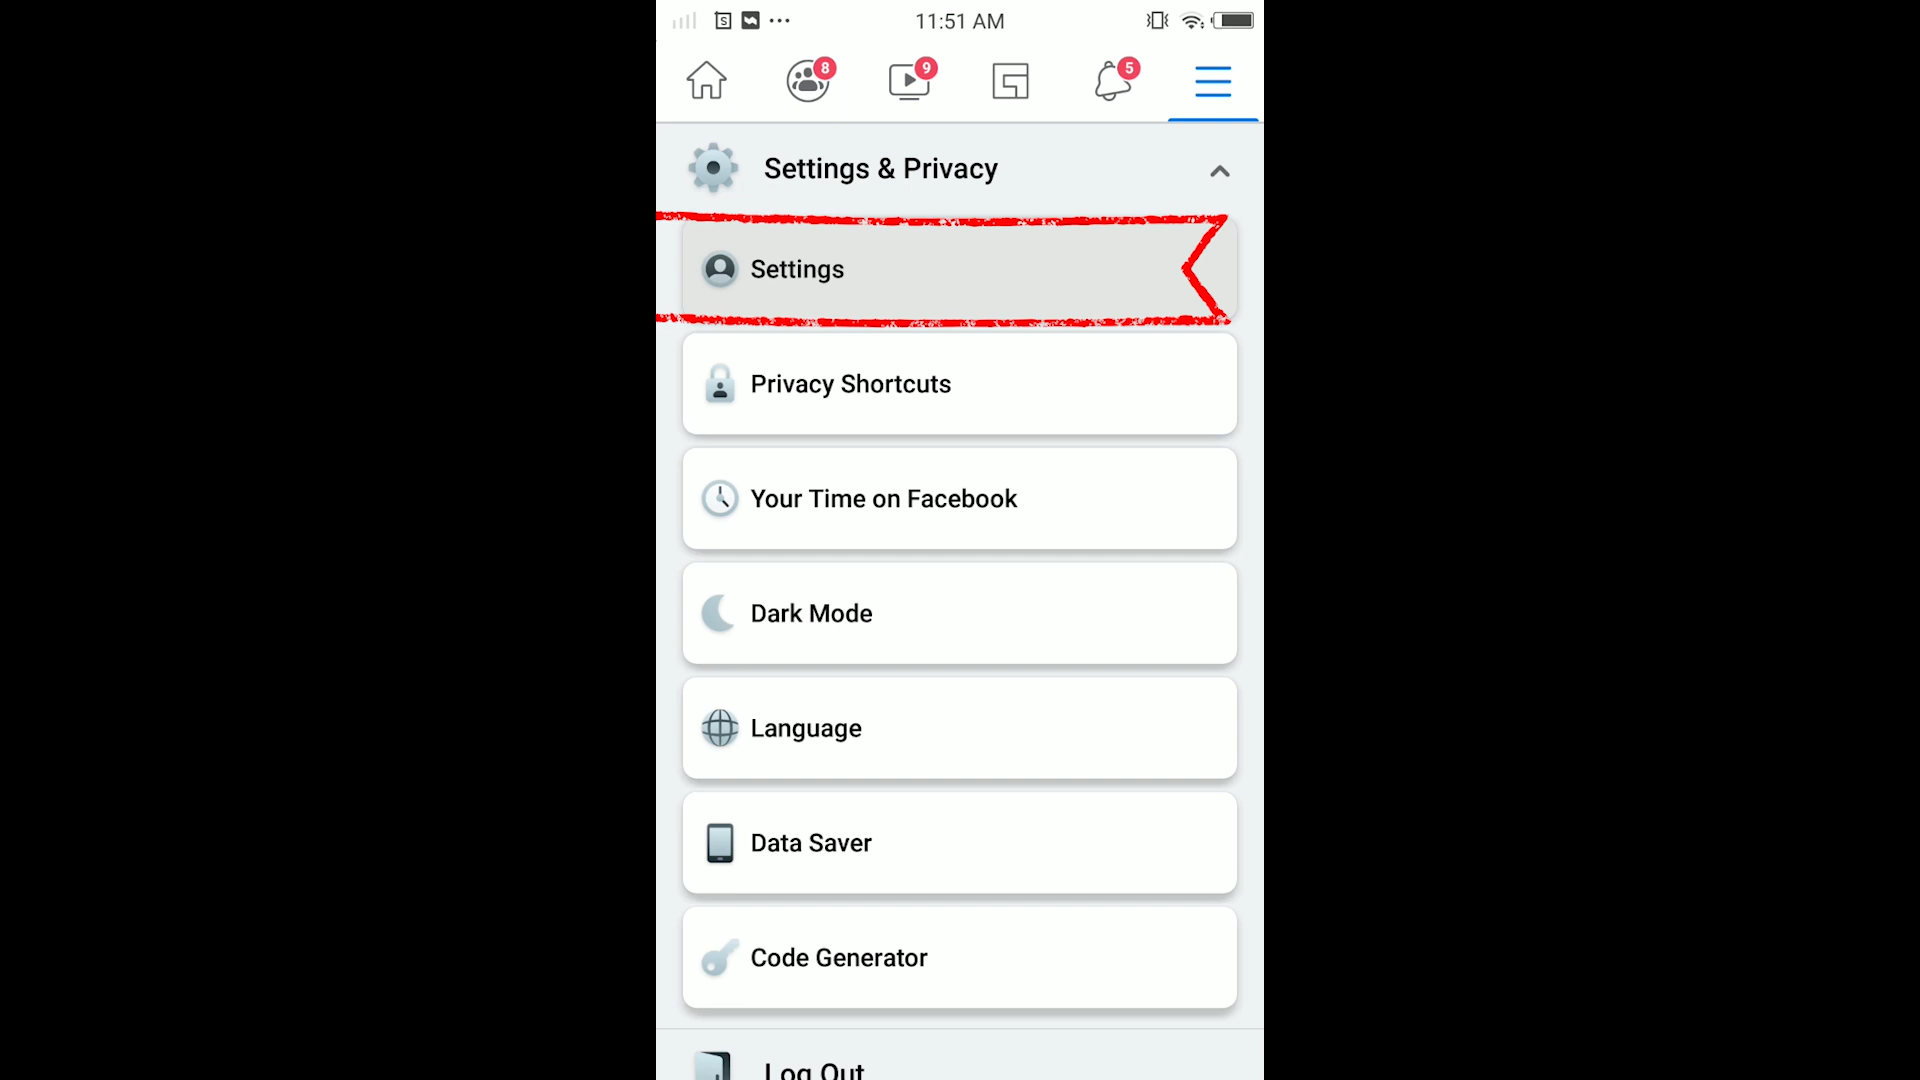 11:51 AM
8
9
5
Settings & Privacy
Settings
Privacy Shortcuts
Your Time on Facebook
Dark Mode
Language
Data Saver
Code Generator
Log Out